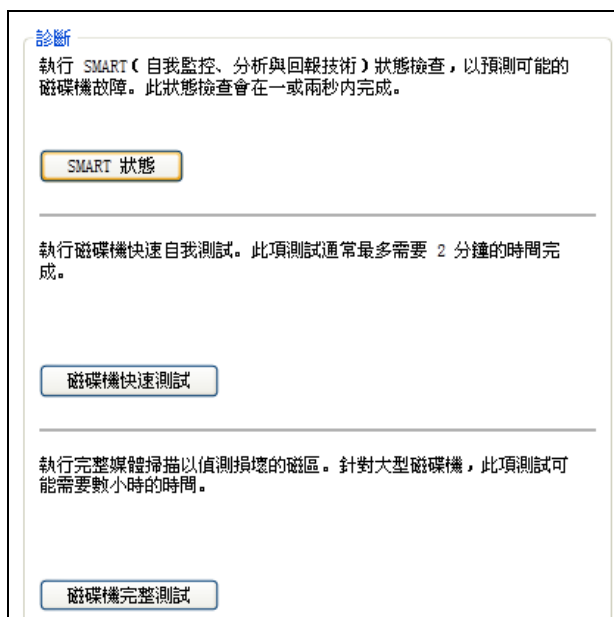 診斷
執行 SMART(自我監控、分析與回報技術)狀態檢查，以預測可能的
磁碟機故障。此狀態檢查會在一或兩秒內完成。
SMART 狀態
執行磁碟機快速自我測試。此項測試通常最多需要 2 分鐘的時間完
成。
磁碟機快速測試
執行完整媒體掃描以偵測損壞的磁區。針對大型磁碟機，此項測試可
能需要數小時的時間。
磁碟機完整測試